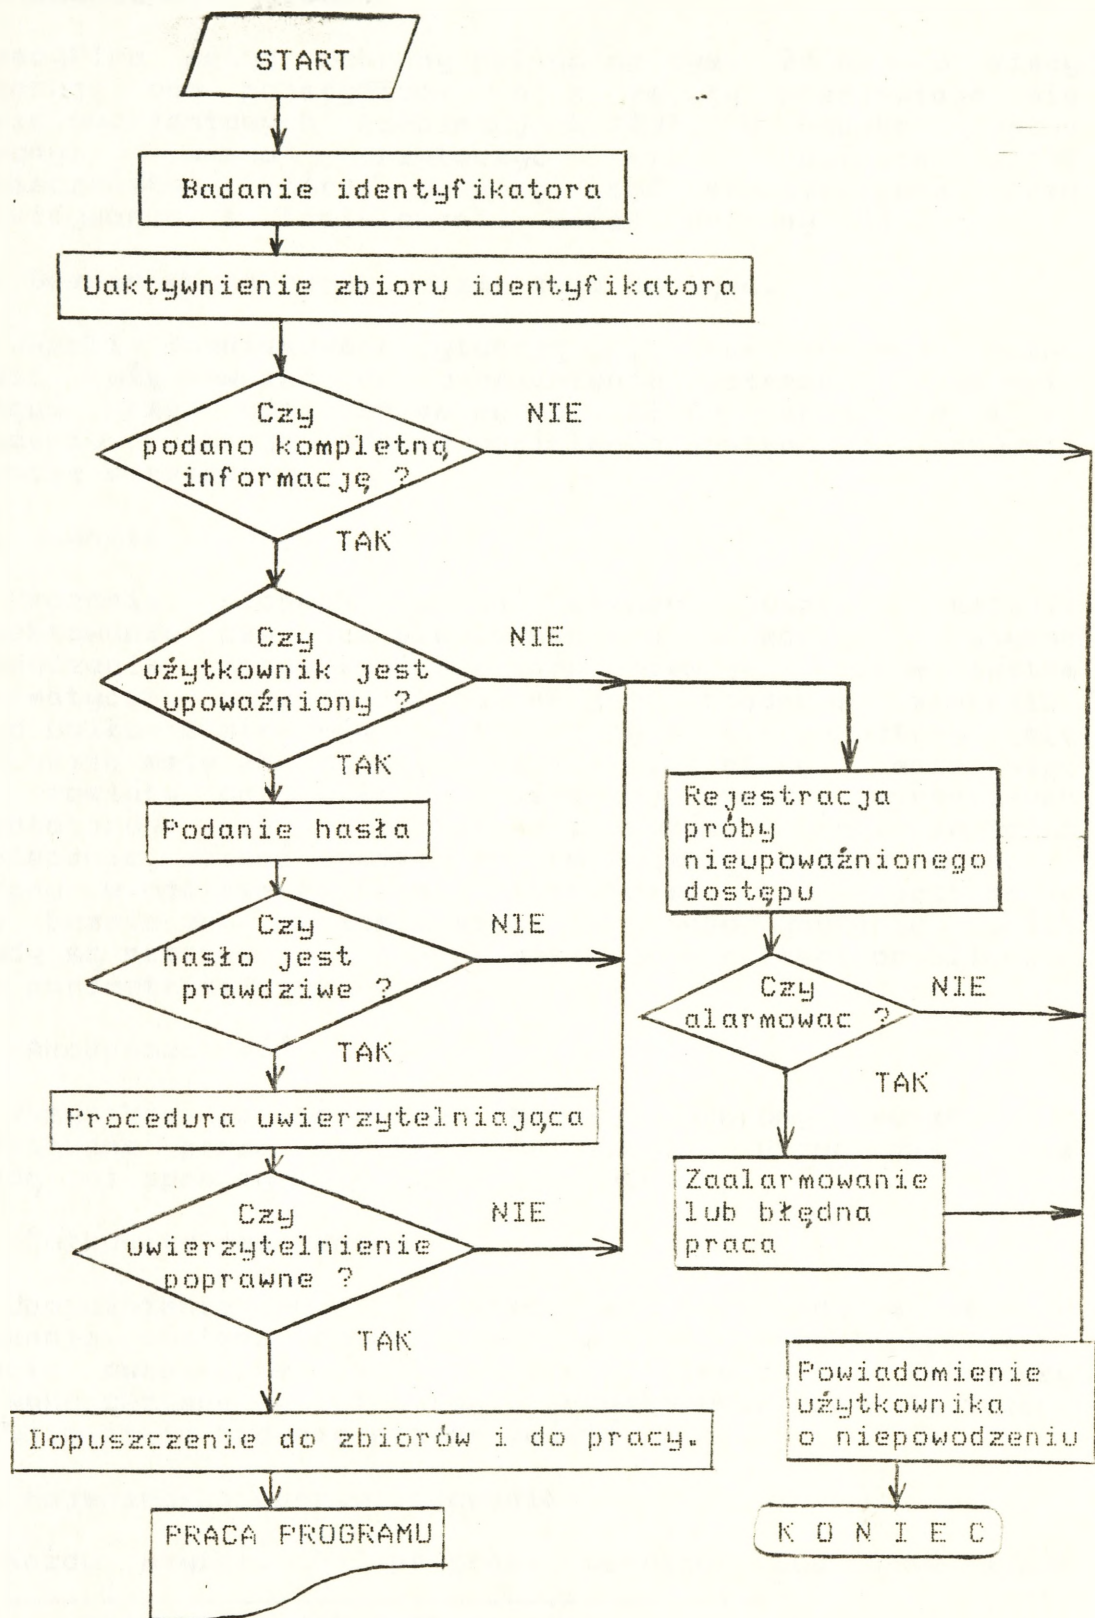 START
Badanie identyfikatora
Uaktywnienie zbioru identyfikatora
Czy
podano kompletną
informację ?
NIE
TAK
Czy
użytkownik jest
upoważniony ?
NIE
TAK
Podanie hasła
Rejestracja
próby
nieupoważnionego
dostępu
Czy
hasło jest
prawdziwe ?
NIE
TAK
Czy
alarmowac ?
NIE
TAK
Procedura uwierzytelniająca
Zaalarmowanie
lub błędna
praca
Czy
uwierzytelnienie
poprawne ?
NIE
TAK
Powiadomienie
użytkownika
o niepowodzeniu
Dopuszczenie do zbiorów i do pracy.
PRACA PROGRAMU
K O N I E C